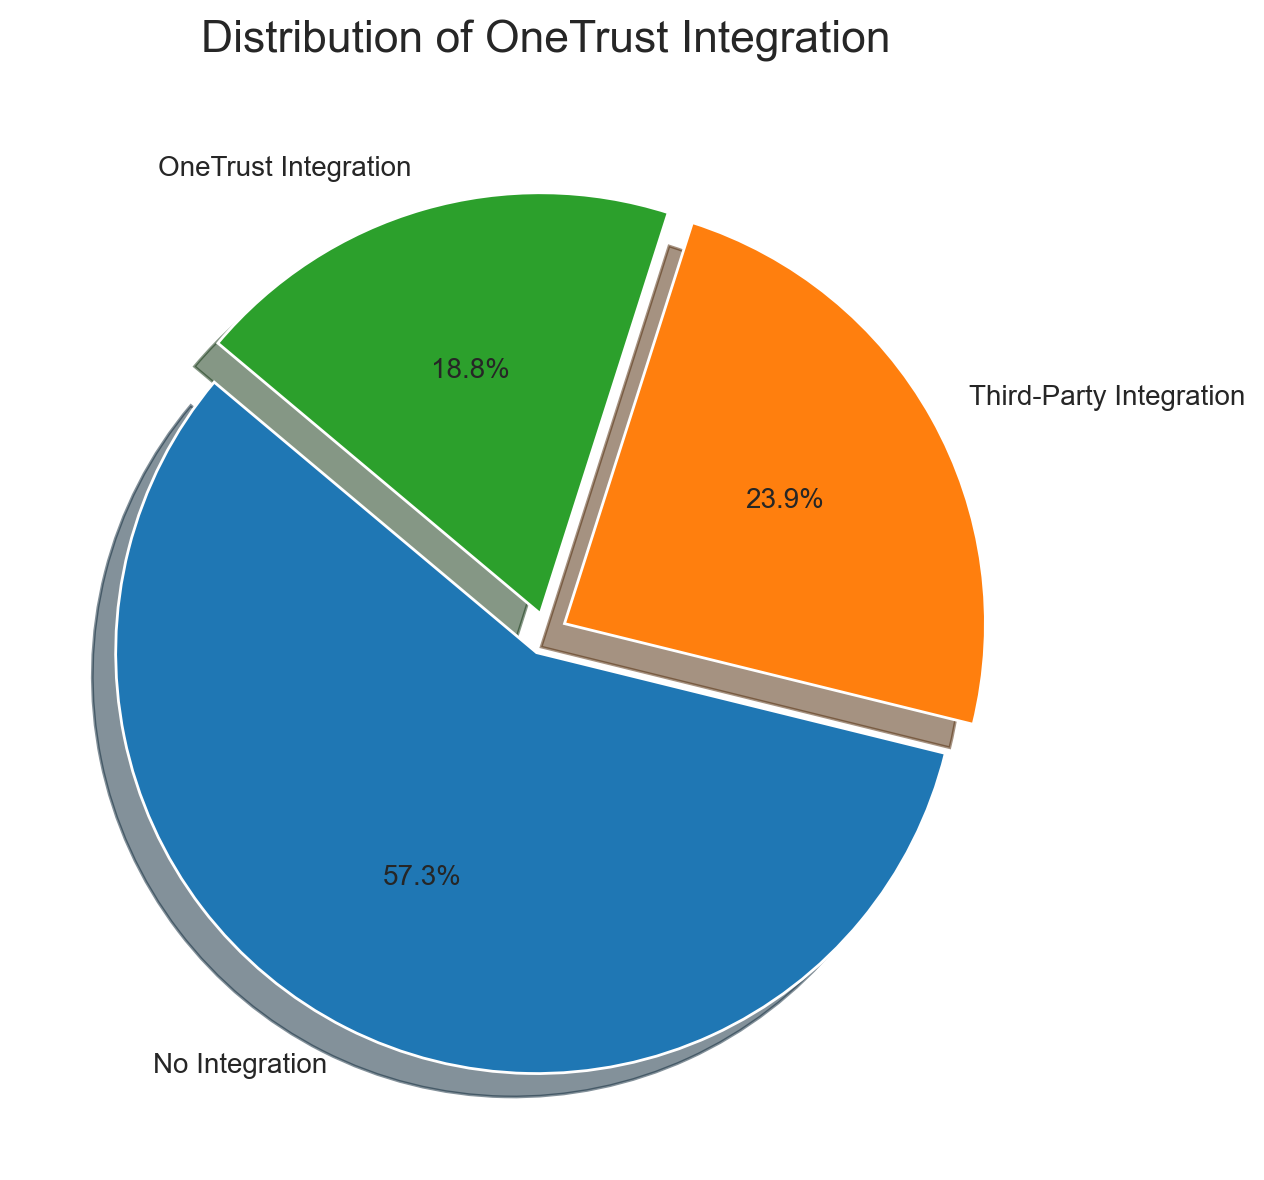 Distribution of OneTrust Integration
OneTrust Integration
18.8%
Third-Party Integration
23.9%
57.3%
No Integration